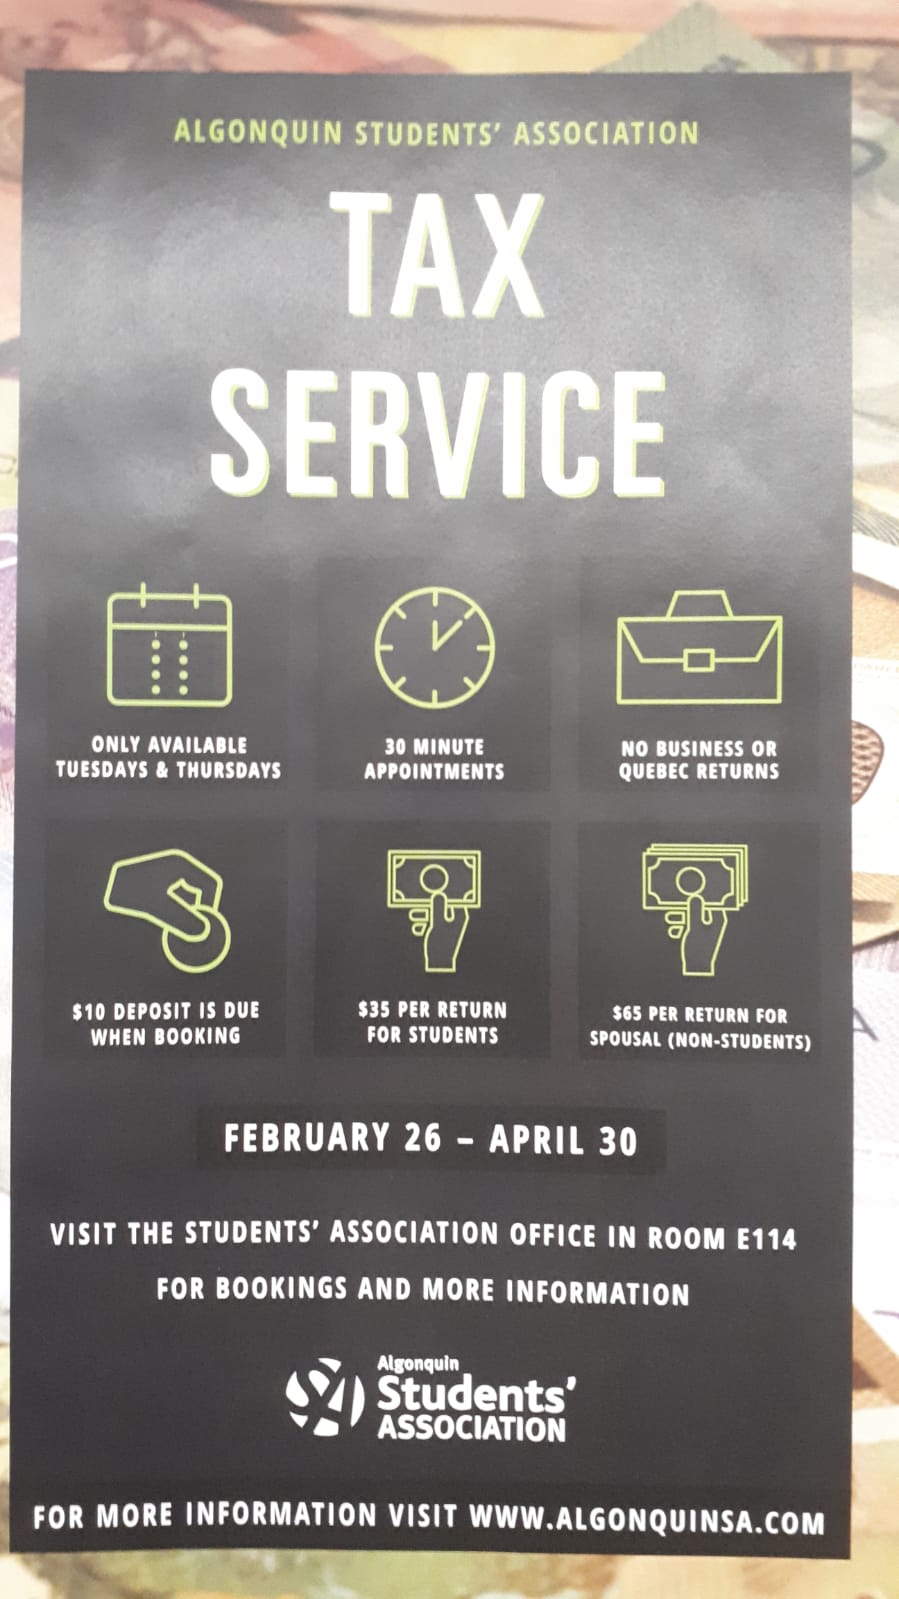 ALGONQUIN STUDENTS' ASSOCIATION
TAX
SERVICE
ONLY AVAILABLE
TUESDAYS & THURSDAYS
30 MINUTE
APPOINTMENTS
NO BUSINESS OR
QUEBEC RETURNS
$10 DEPOSIT IS DUE
WHEN BOOKING
$35 PER RETURN
FOR STUDENTS
$65 PER RETURN FOR
SPOUSAL (NON-STUDENTS)
FEBRUARY 26 – APRIL 30
VISIT THE STUDENTS' ASSOCIATION OFFICE IN ROOM E114
FOR BOOKINGS AND MORE INFORMATION
Algonquin
Students'
ASSOCIATION
FOR MORE INFORMATION VISIT WWW.ALGONQUINSA.COM